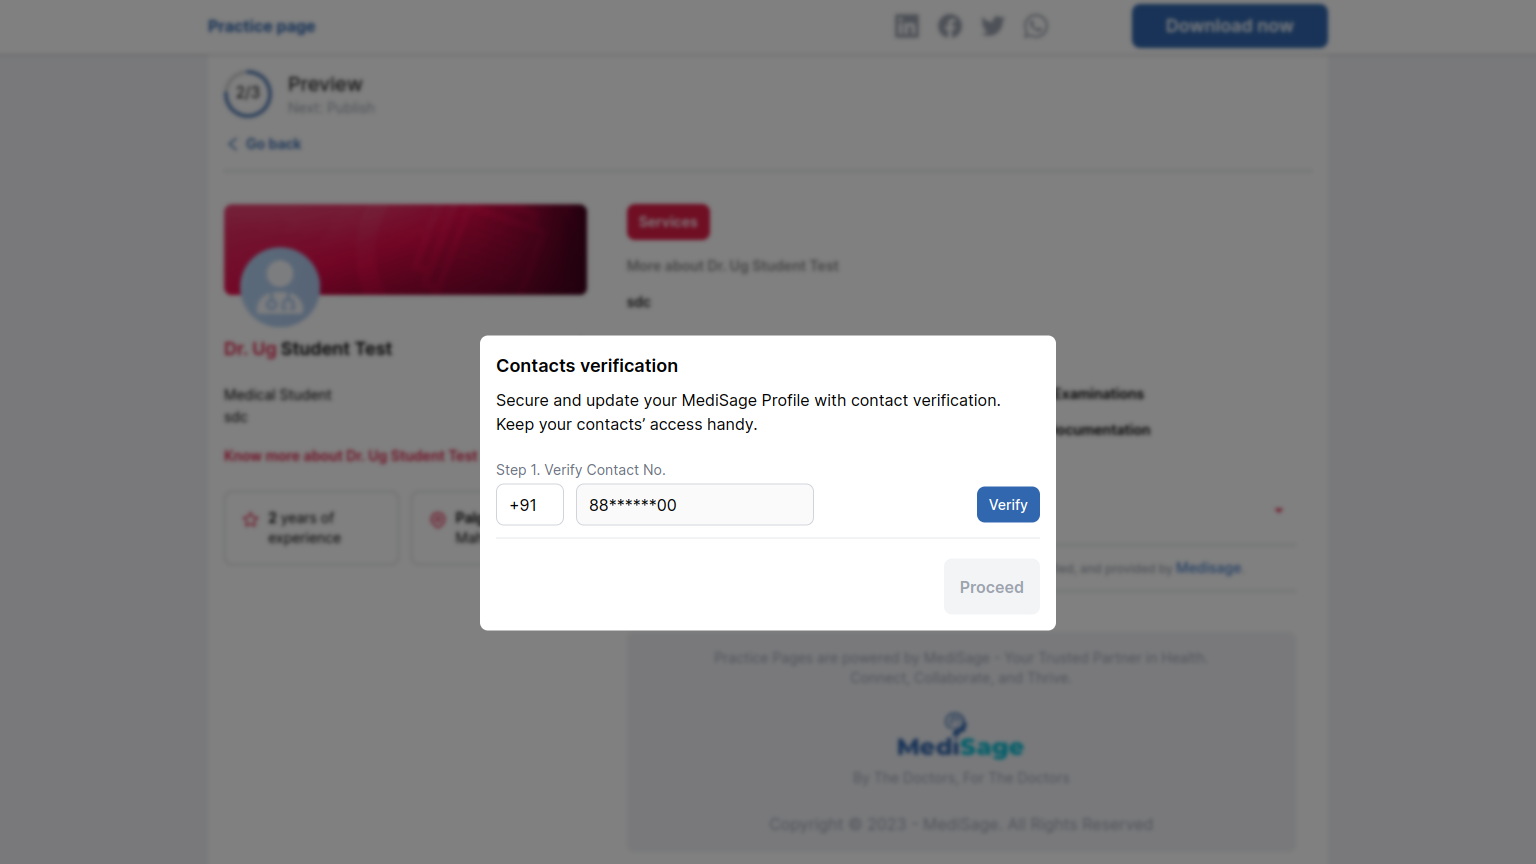 Practice page
Download now
2/3
Preview
Next: Publish
Go back
Services
More about Dr. Ug Student Test
sdc
Dr. Ug Student Test
Medical Student
sdc
Know more about Dr. Ug Student Test
2 years of
experience
Contacts verification
Secure and update your MediSage Profile with contact verification.
Keep your contacts’ access handy.
Step 1. Verify Contact No.
+91
88******00
Verify
Proceed
Examinations
and provided by Medisage
Practice Pages are powered by MediSage - Your Trusted Partner in Health.
Connect, Collaborate, and Thrive.
MediSage
By The Doctors, For The Doctors
Copyright © 2023 - MediSage. All Rights Reserved